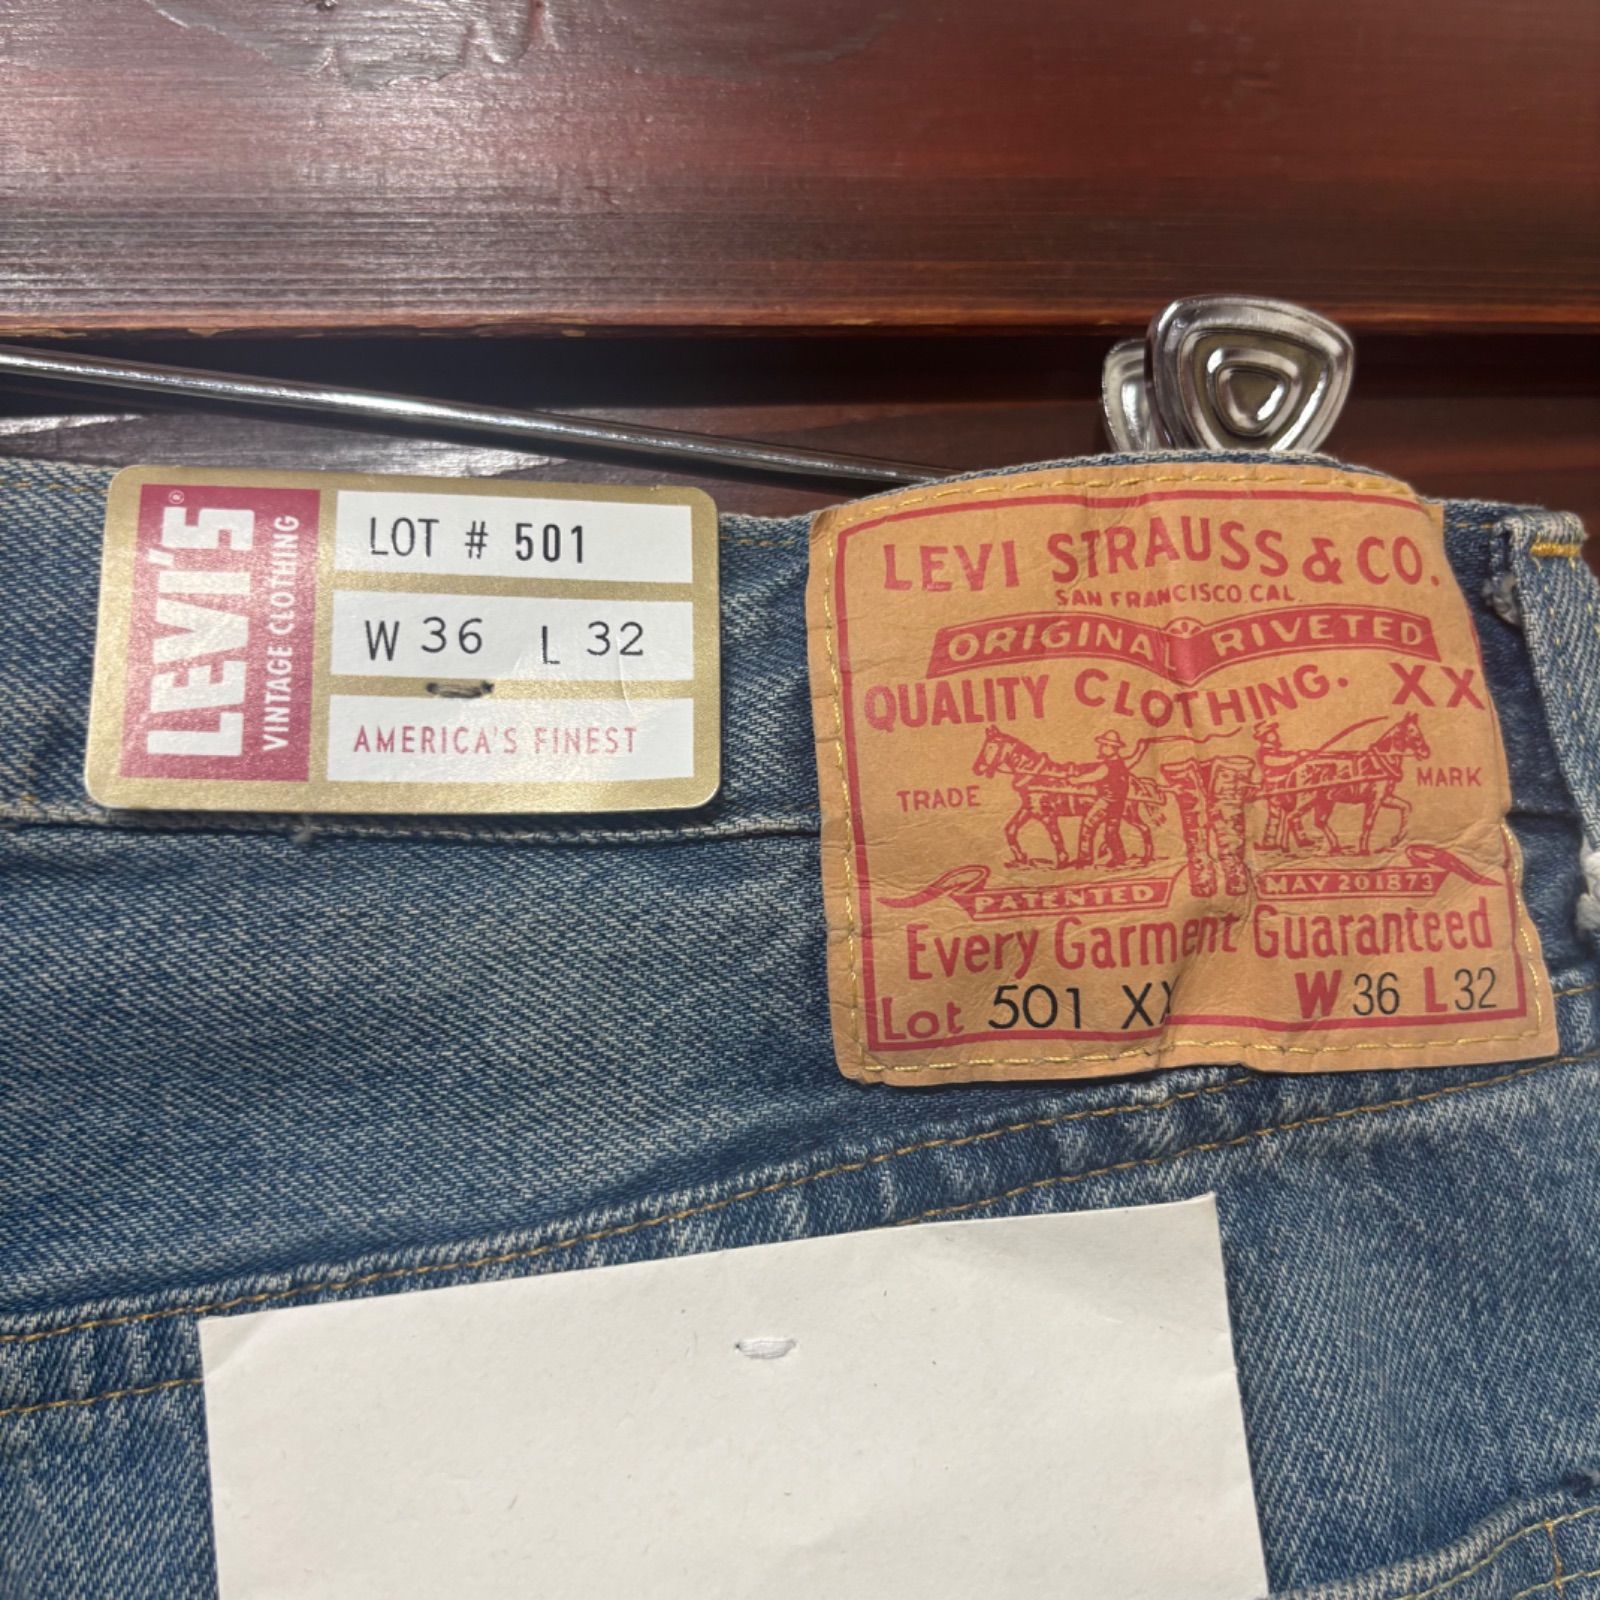 LEVI'S®
VINTAGE CLOTHING
LOT # 501
W 36 L 32
AMERICA'S FINEST
LEVI STRAUSS & CO.
SAN FRANCISCO.CAL.
ORIGINAL RIVETED
QUALITY CLOTHING. XX
TRADE MARK
PATENTED MAY 20 1873
Every Garment Guaranteed
Lot 501 XX W 36 L 32